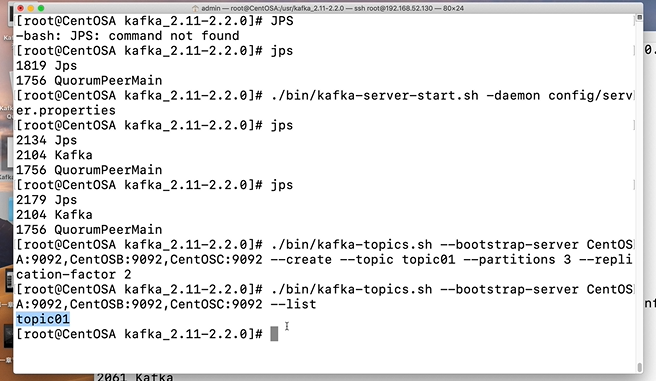 admin — root@CentOSA:/usr/kafka_2.11-2.2.0 — ssh root@192.168.52.130 — 80×24
[root@CentOSA kafka_2.11-2.2.0]# JPS
-bash: JPS: command not found
[root@CentOSA kafka_2.11-2.2.0]# jps
1819 Jps
1756 QuorumPeerMain
[root@CentOSA kafka_2.11-2.2.0]# ./bin/kafka-server-start.sh -daemon config/serv
er.properties
[root@CentOSA kafka_2.11-2.2.0]# jps
2134 Jps
2104 Kafka
1756 QuorumPeerMain
[root@CentOSA kafka_2.11-2.2.0]# jps
2179 Jps
2104 Kafka
1756 QuorumPeerMain
[root@CentOSA kafka_2.11-2.2.0]# ./bin/kafka-topics.sh --bootstrap-server CentOS
A:9092,CentOSB:9092,CentOSC:9092 --create --topic topic01 --partitions 3 --repli
cation-factor 2
[root@CentOSA kafka_2.11-2.2.0]# ./bin/kafka-topics.sh --bootstrap-server CentOS
A:9092,CentOSB:9092,CentOSC:9092 --list
topic01
[root@CentOSA kafka_2.11-2.2.0]#
2061 Kafka